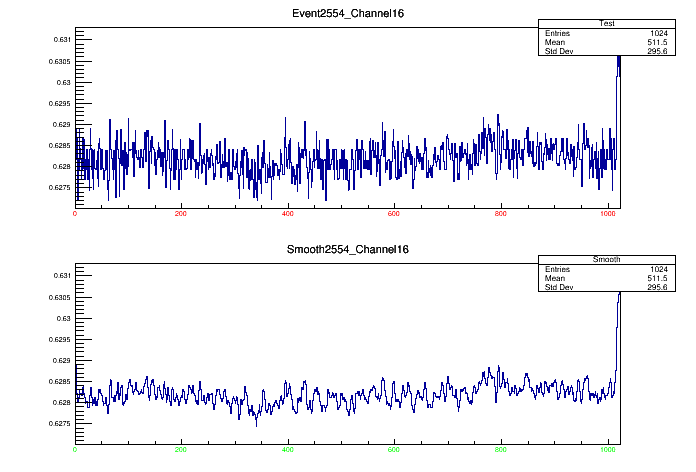 Event2554_Channel16
Test
Entries 1024
Mean 511.5
Std Dev 295.6
0.631
0.6305
0.63
0.6295
0.629
0.6285
0.628
0.6275
0 200 400 600 800 1000
Smooth2554_Channel16
Smooth
Entries 1024
Mean 511.5
Std Dev 295.6
0.631
0.6305
0.63
0.6295
0.629
0.6285
0.628
0.6275
0 200 400 600 800 1000